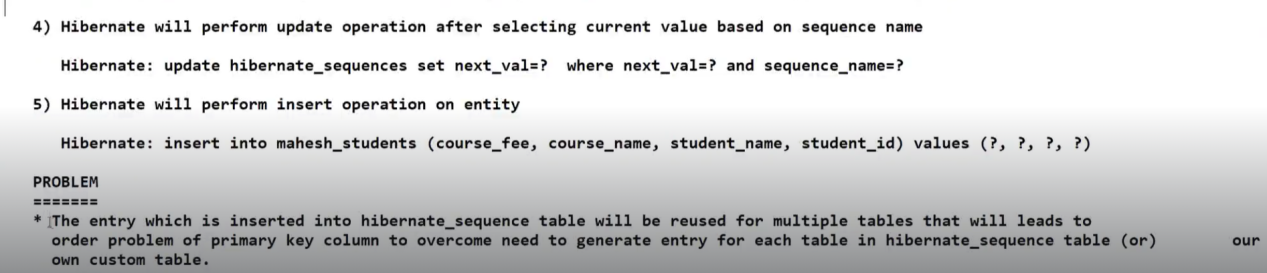 4) Hibernate will perform update operation after selecting current value based on sequence name
Hibernate: update hibernate_sequences set next_val=?  where next_val=? and sequence_name=?
5) Hibernate will perform insert operation on entity
Hibernate: insert into mahesh_students (course_fee, course_name, student_name, student_id) values (?, ?, ?, ?)
PROBLEM
=======
* The entry which is inserted into hibernate_sequence table will be reused for multiple tables that will leads to
order problem of primary key column to overcome need to generate entry for each table in hibernate_sequence table (or) our
own custom table.